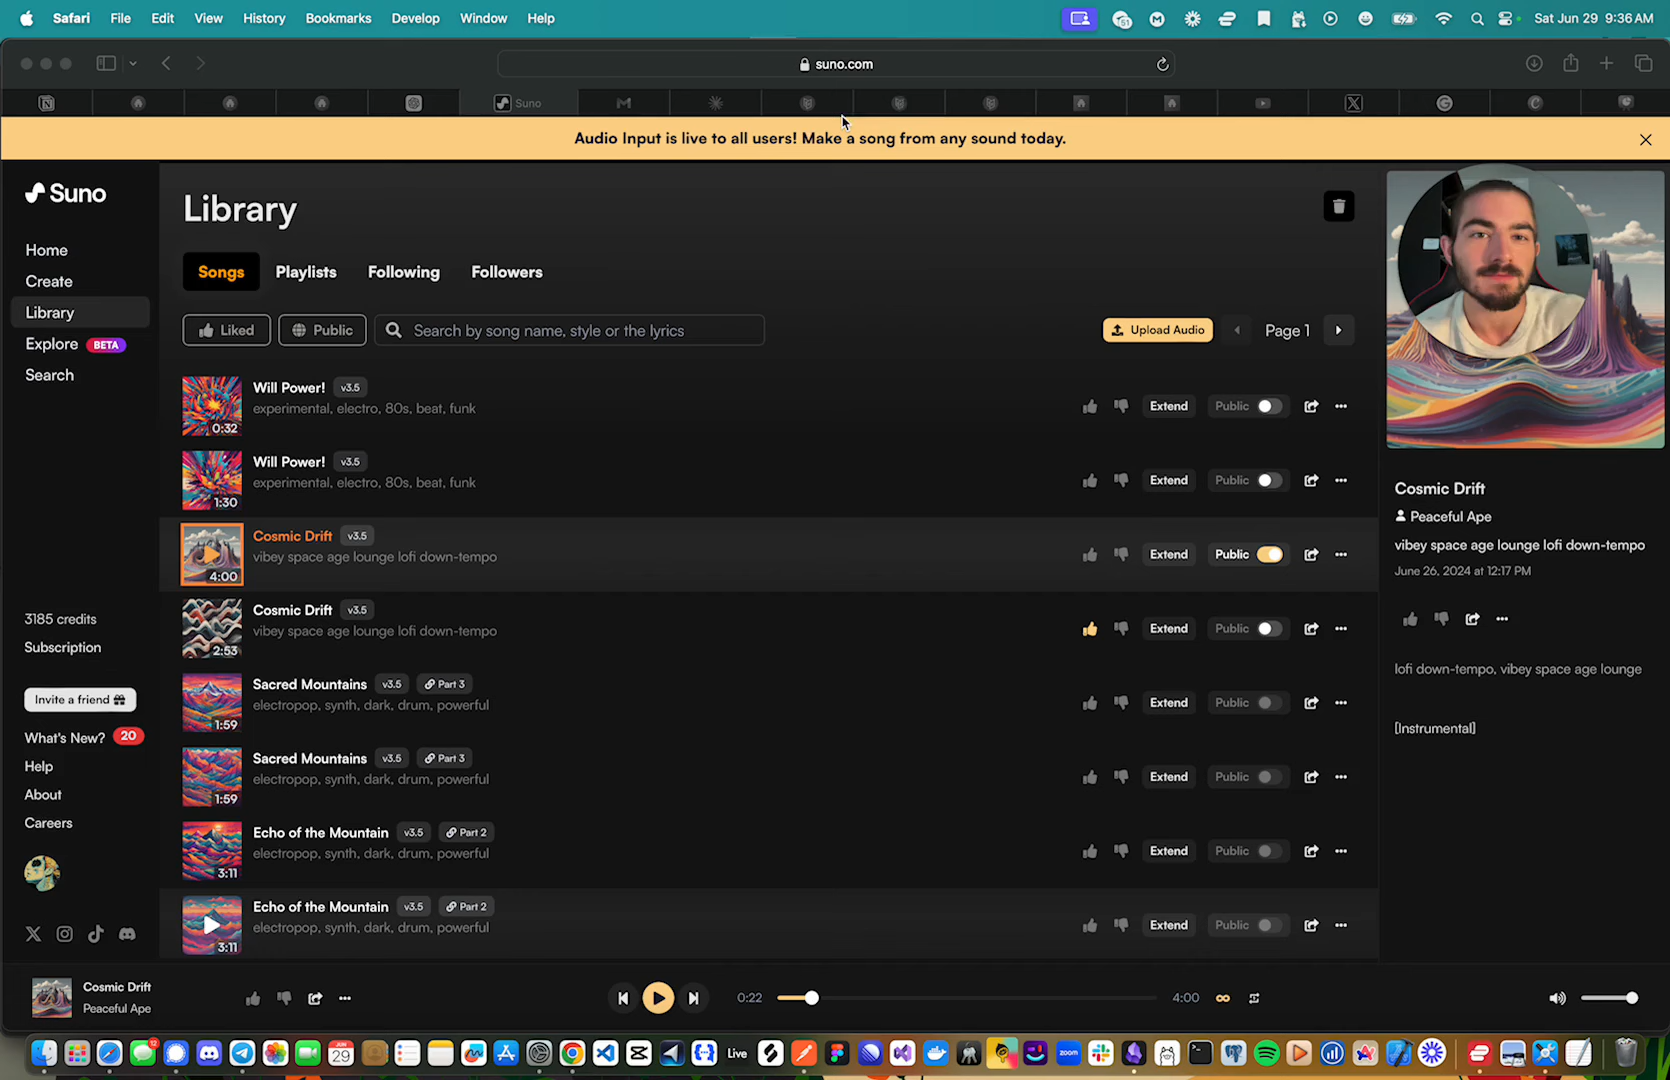 Safari File Edit View History Bookmarks Develop Window Help
51
Sat Jun 29 9:36 AM
suno.com
Suno
Audio Input is live to all users! Make a song from any sound today.
Suno
Home
Create
Library
Explore BETA
Search
3185 credits
Subscription
Invite a friend
What's New? 20
Help
About
Careers
Library
Songs Playlists Following Followers
Liked Public Search by song name, style or the lyrics Upload Audio Page 1
Will Power! v3.5
experimental, electro, 80s, beat, funk
0:32
Extend Public
Will Power! v3.5
experimental, electro, 80s, beat, funk
1:30
Extend Public
Cosmic Drift v3.5
vibey space age lounge lofi down-tempo
4:00
Extend Public
Cosmic Drift v3.5
vibey space age lounge lofi down-tempo
2:53
Extend Public
Sacred Mountains v3.5 Part 3
electropop, synth, dark, drum, powerful
1:59
Extend Public
Sacred Mountains v3.5 Part 3
electropop, synth, dark, drum, powerful
1:59
Extend Public
Echo of the Mountain v3.5 Part 2
electropop, synth, dark, drum, powerful
3:11
Extend Public
Echo of the Mountain v3.5 Part 2
electropop, synth, dark, drum, powerful
3:11
Extend Public
Cosmic Drift
Peaceful Ape
vibey space age lounge lofi down-tempo
June 26, 2024 at 12:17 PM
lofi down-tempo, vibey space age lounge
[Instrumental]
Cosmic Drift
Peaceful Ape
0:22
4:00
JUN
29
Live
zoom